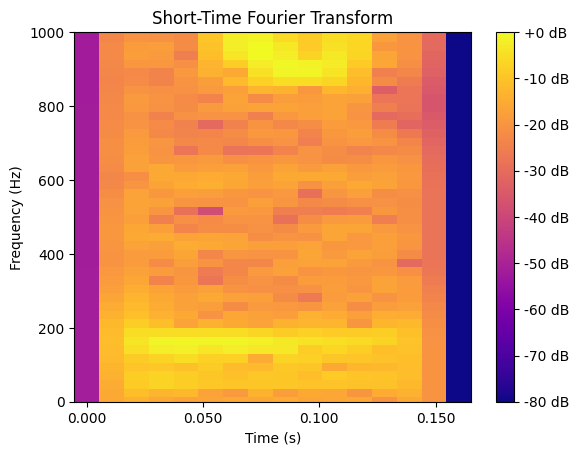 Short-Time Fourier Transform
1000
800
600
400
200
0
Frequency (Hz)
0.000
0.050
0.100
0.150
Time (s)
+0 dB
-10 dB
-20 dB
-30 dB
-40 dB
-50 dB
-60 dB
-70 dB
-80 dB